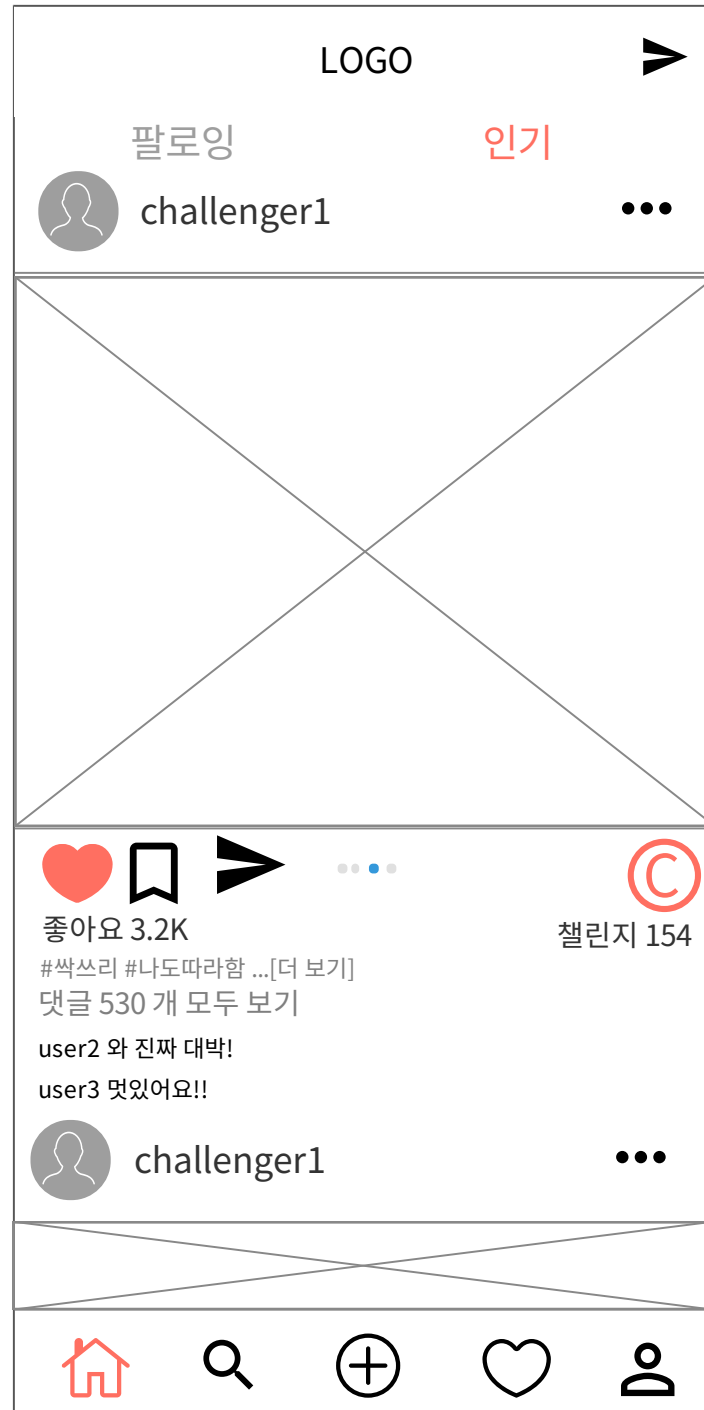 LOGO
팔로잉 인기
challenger1
좋아요 3.2K
챌린지 154
#싹쓰리 #나도따라함 ...[더 보기]
댓글 530 개 모두 보기
user2 와 진짜 대박!
user3 멋있어요!!
challenger1